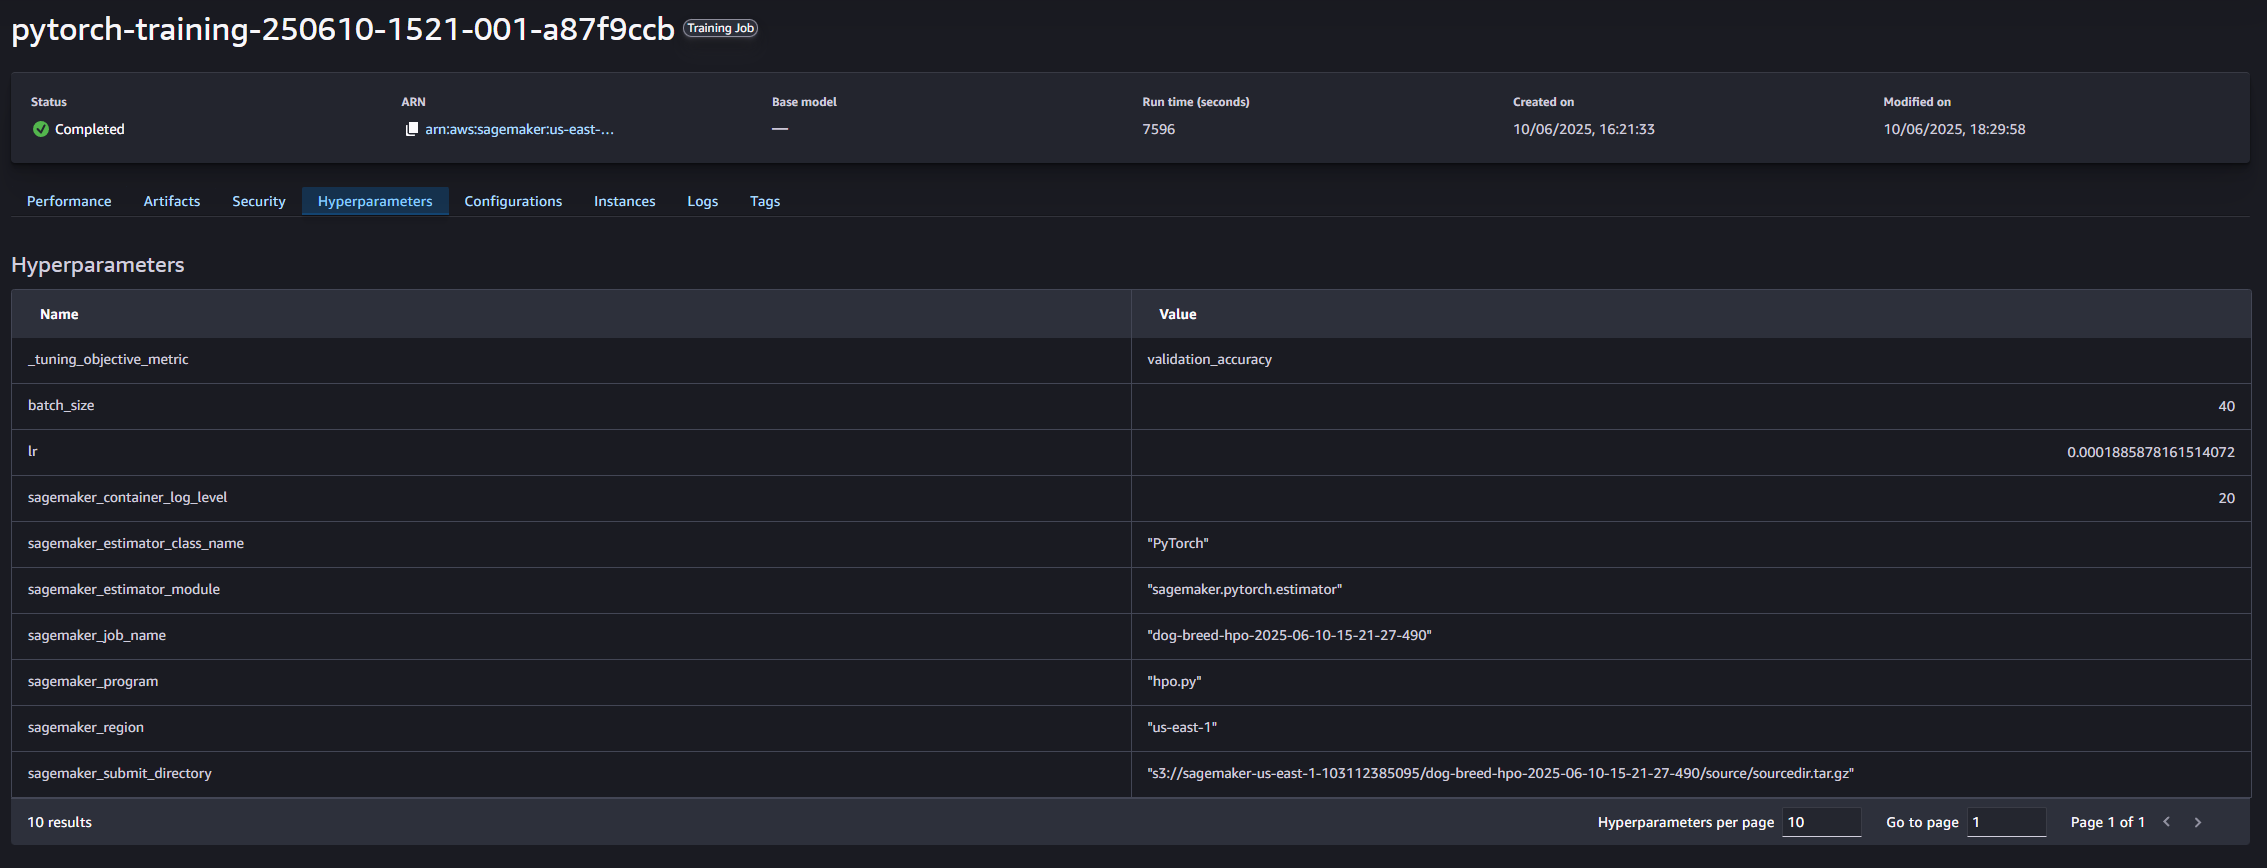 pytorch-training-250610-1521-001-a87f9ccb Training Job
Status ARN Base model Run time (seconds) Created on Modified on
Completed arn:aws:sagemaker:us-east-... — 7596 10/06/2025, 16:21:33 10/06/2025, 18:29:58
Performance Artifacts Security Hyperparameters Configurations Instances Logs Tags
Hyperparameters
Name Value
_tuning_objective_metric validation_accuracy
batch_size 40
lr 0.0001885878161514072
sagemaker_container_log_level 20
sagemaker_estimator_class_name "PyTorch"
sagemaker_estimator_module "sagemaker.pytorch.estimator"
sagemaker_job_name "dog-breed-hpo-2025-06-10-15-21-27-490"
sagemaker_program "hpo.py"
sagemaker_region "us-east-1"
sagemaker_submit_directory "s3://sagemaker-us-east-1-103112385095/dog-breed-hpo-2025-06-10-15-21-27-490/source/sourcedir.tar.gz"
10 results Hyperparameters per page 10 Go to page 1 Page 1 of 1